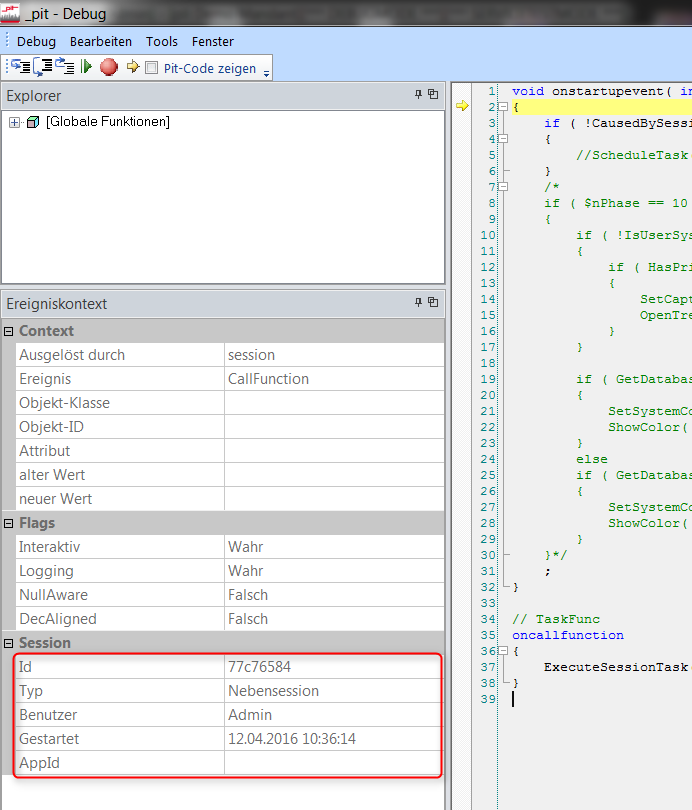 _pit - Debug
Debug Bearbeiten Tools Fenster
Pit-Code zeigen
Explorer
[Globale Funktionen]
Ereigniskontext
Context
Ausgelöst durch session
Ereignis CallFunction
Objekt-Klasse
Objekt-ID
Attribut
alter Wert
neuer Wert
Flags
Interaktiv Wahr
Logging Wahr
NullAware Falsch
DecAligned Falsch
Session
Id 77c76584
Typ Nebensession
Benutzer Admin
Gestartet 12.04.2016 10:36:14
AppId
1 void onstartupevent( in
2 {
3 if ( !CausedBySessi
4 {
5 //ScheduleTask
6 }
7 /*
8 if ( $nPhase == 10
9 {
10 if ( !IsUserSys
11 {
12 if ( HasPri
13 {
14 SetCapt
15 OpenTre
16 }
17 }
18
19 if ( GetDatabas
20 {
21 SetSystemCo
22 ShowColor(
23 }
24 else
25 if ( GetDatabas
26 {
27 SetSystemCo
28 ShowColor(
29 }
30 }*/
31 ;
32 }
33
34 // TaskFunc
35 oncallfunction
36 {
37 ExecuteSessionTask
38 }
39